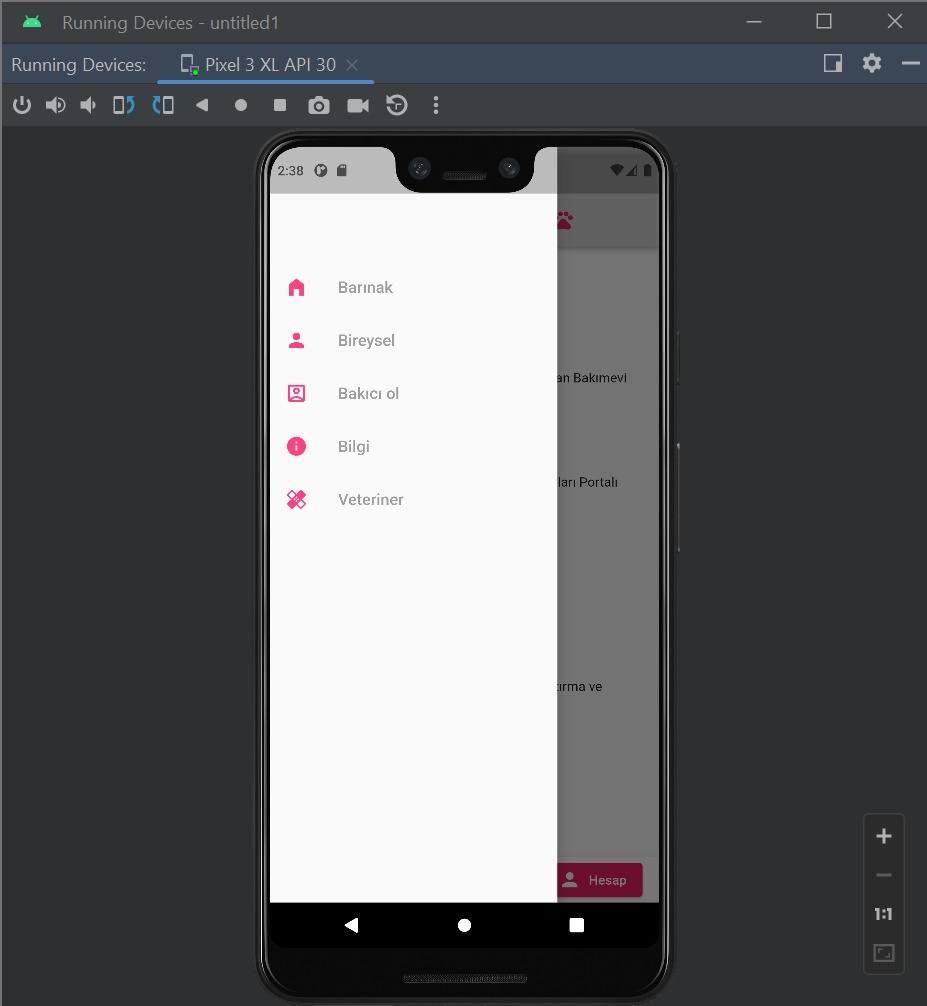 Running Devices - untitled1
Running Devices:
Pixel 3 XL API 30
2:38
Barınak
Bireysel
an Bakımevi
Bakıcı ol
Bilgi
ları Portalı
Veteriner
ırma ve
Hesap
1:1